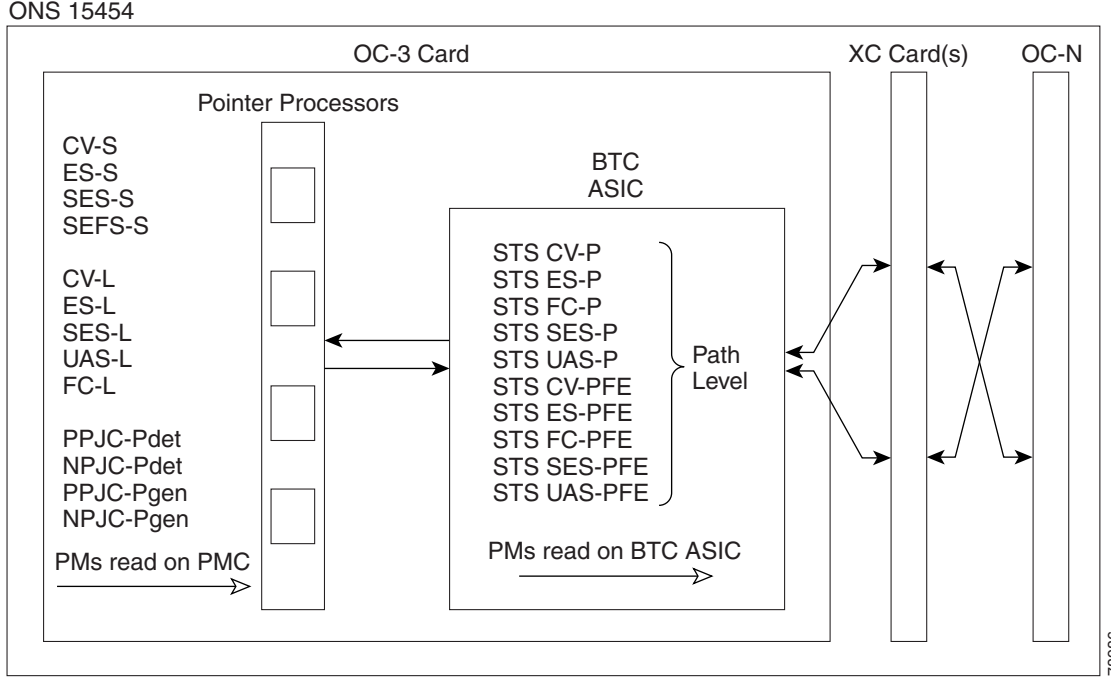 ONS 15454
OC-3 Card
XC Card(s)
OC-N
Pointer Processors
CV-S
ES-S
SES-S
SEFS-S
CV-L
ES-L
SES-L
UAS-L
FC-L
PPJC-Pdet
NPJC-Pdet
PPJC-Pgen
NPJC-Pgen
PMs read on PMC
BTC
ASIC
STS CV-P
STS ES-P
STS FC-P
STS SES-P
STS UAS-P
STS CV-PFE
STS ES-PFE
STS FC-PFE
STS SES-PFE
STS UAS-PFE
Path
Level
PMs read on BTC ASIC